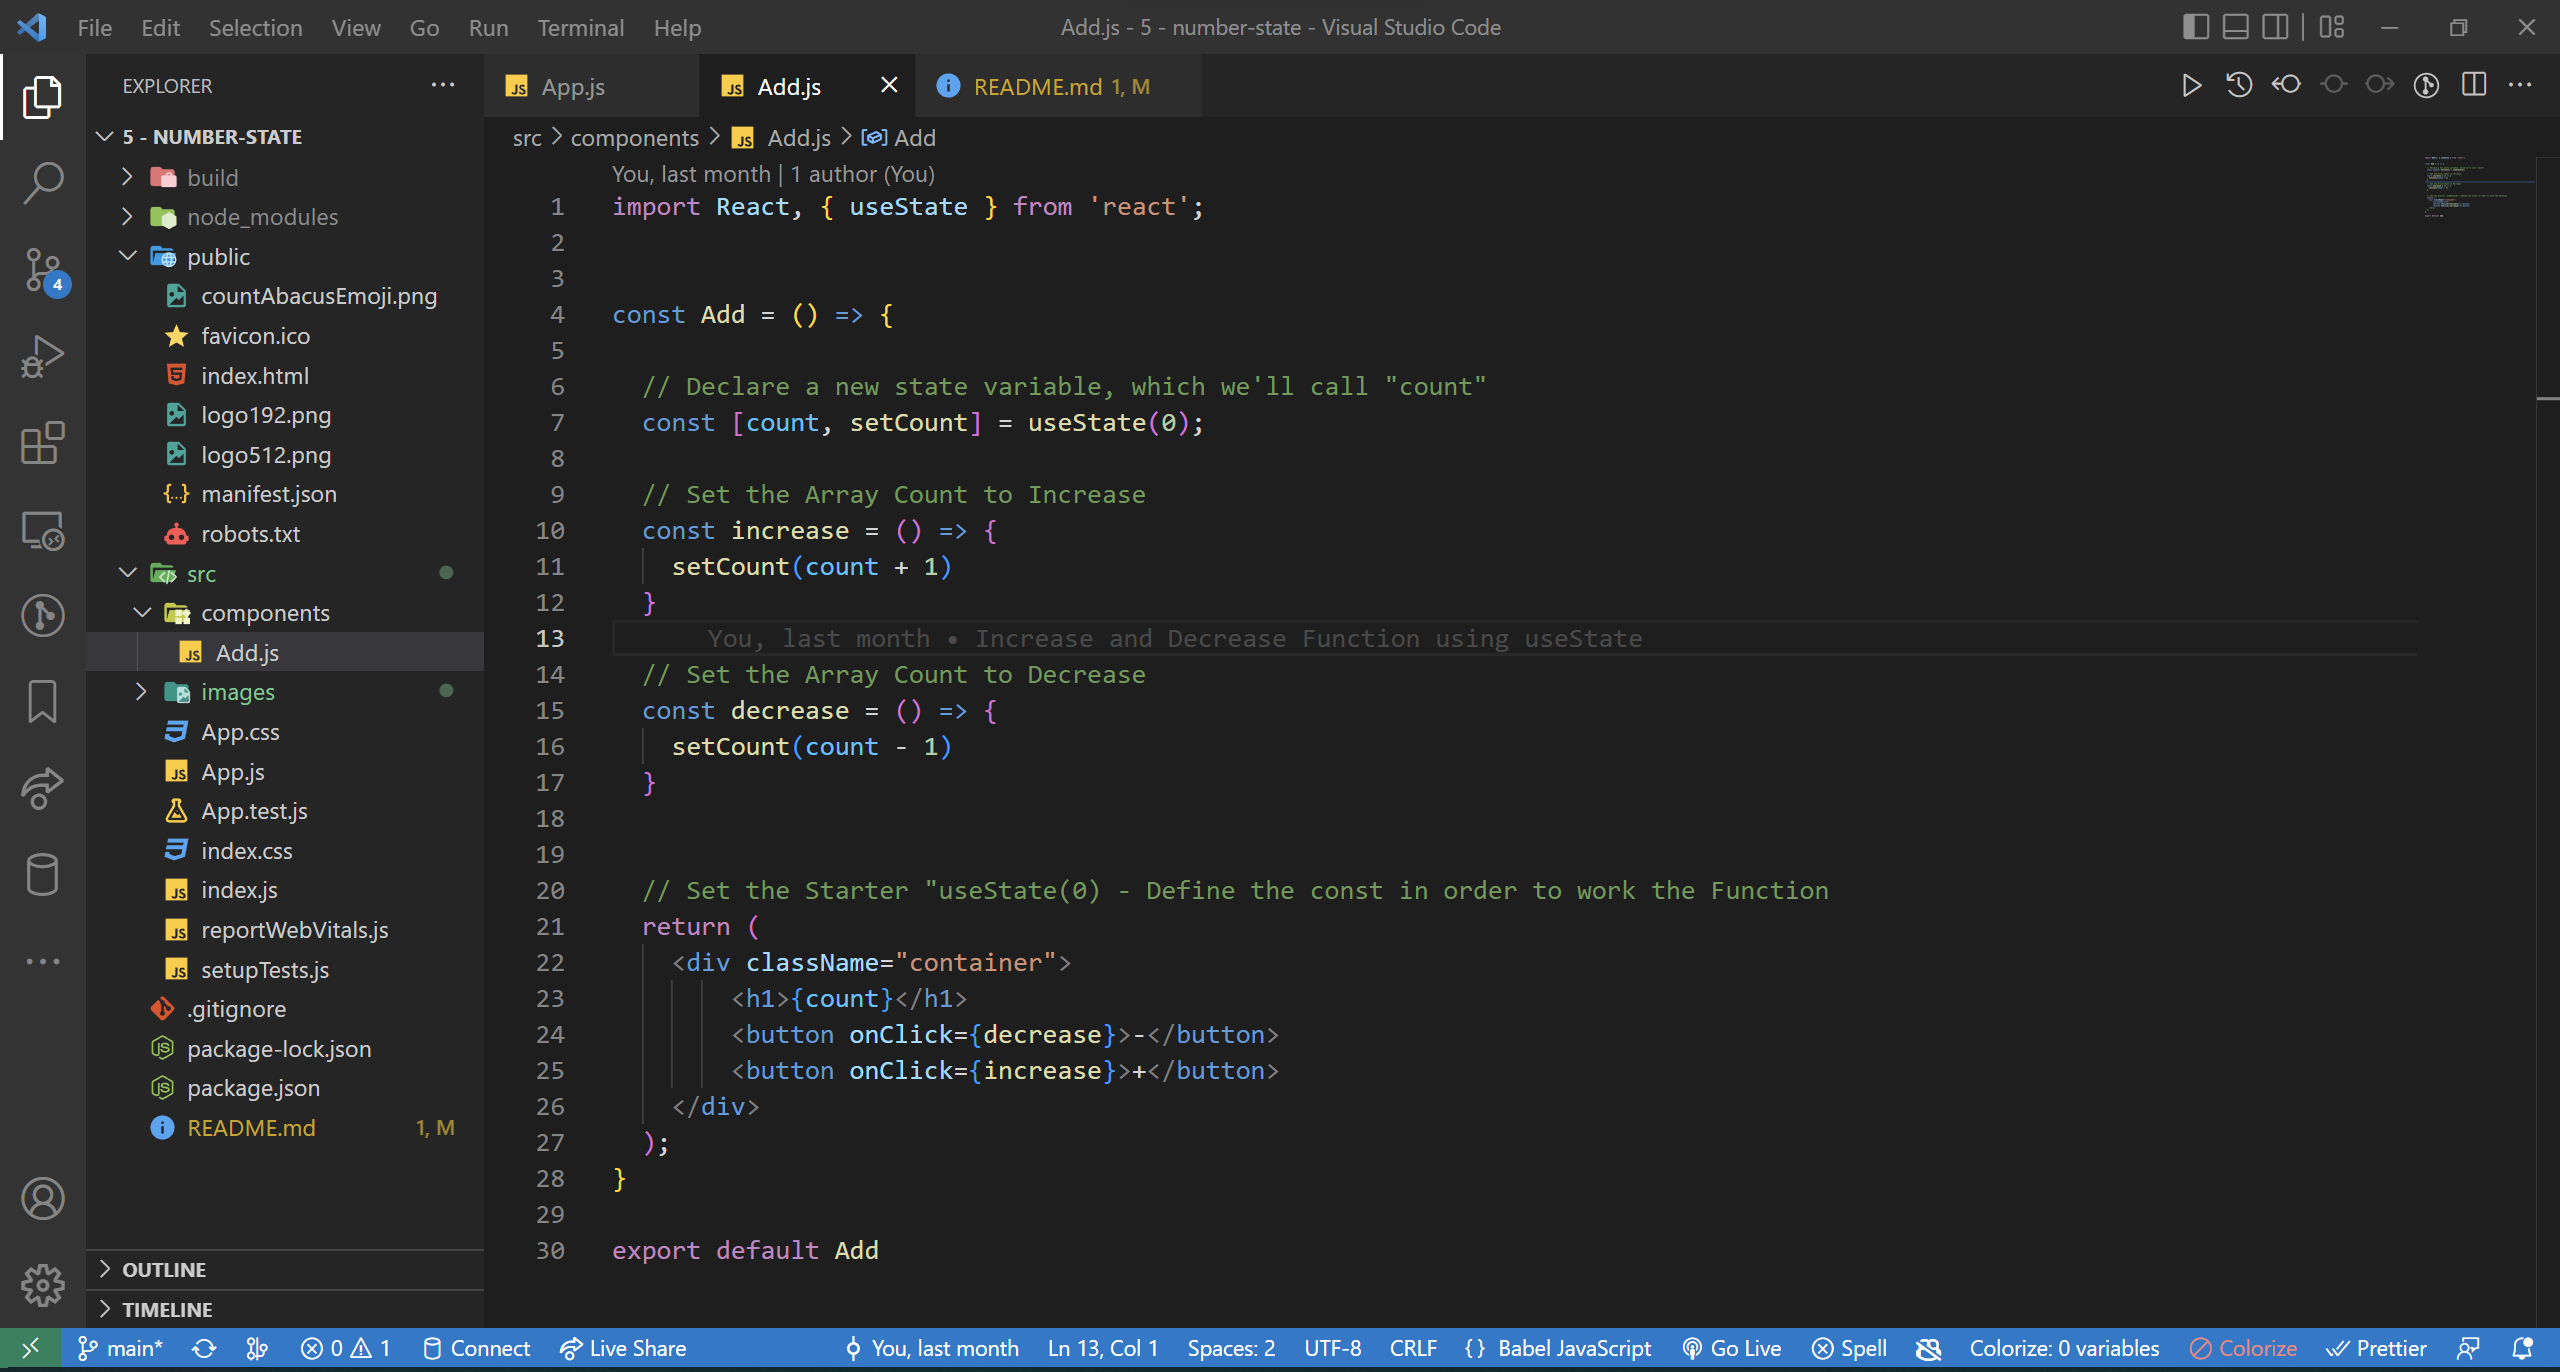 File Edit Selection View Go Run Terminal Help
Add.js - 5 - number-state - Visual Studio Code
EXPLORER
5 - NUMBER-STATE
build
node_modules
public
countAbacusEmoji.png
favicon.ico
index.html
logo192.png
logo512.png
manifest.json
robots.txt
src
components
Add.js
images
App.css
App.js
App.test.js
index.css
index.js
reportWebVitals.js
setupTests.js
.gitignore
package-lock.json
package.json
README.md 1, M
OUTLINE
TIMELINE
4
App.js Add.js README.md 1, M
src > components > Add.js > Add
You, last month | 1 author (You)
1 import React, { useState } from 'react';
2
3
4 const Add = () => {
5
6 // Declare a new state variable, which we'll call "count"
7 const [count, setCount] = useState(0);
8
9 // Set the Array Count to Increase
10 const increase = () => {
11 setCount(count + 1)
12 }
13 You, last month • Increase and Decrease Function using useState
14 // Set the Array Count to Decrease
15 const decrease = () => {
16 setCount(count - 1)
17 }
18
19
20 // Set the Starter "useState(0) - Define the const in order to work the Function
21 return (
22 <div className="container">
23 <h1>{count}</h1>
24 <button onClick={decrease}>-</button>
25 <button onClick={increase}>+</button>
26 </div>
27 );
28 }
29
30 export default Add
main* 0 1 Connect Live Share You, last month Ln 13, Col 1 Spaces: 2 UTF-8 CRLF {} Babel JavaScript Go Live Spell Colorize: 0 variables Colorize Prettier